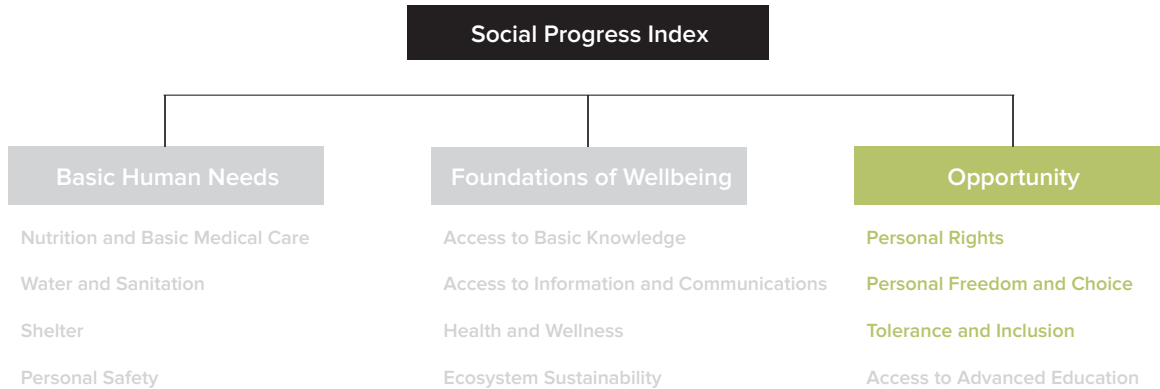 Social Progress Index
Basic Human Needs
Nutrition and Basic Medical Care
Water and Sanitation
Shelter
Personal Safety
Foundations of Wellbeing
Access to Basic Knowledge
Access to Information and Communications
Health and Wellness
Ecosystem Sustainability
Opportunity
Personal Rights
Personal Freedom and Choice
Tolerance and Inclusion
Access to Advanced Education